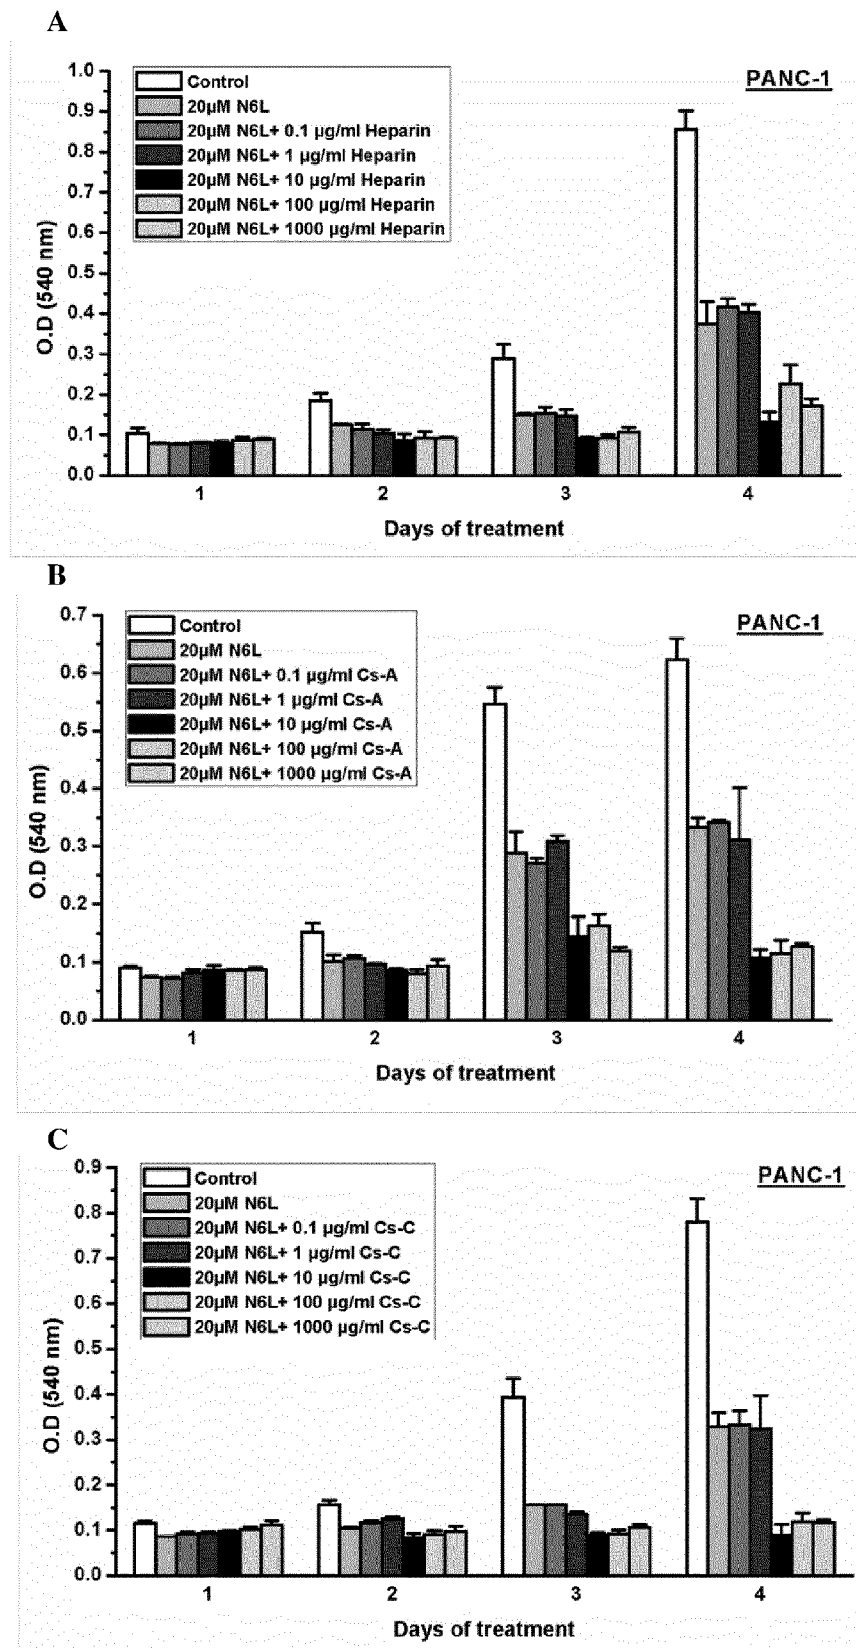 A
PANC-1
1.0
0.9
0.8
0.7
0.6
0.5
0.4
0.3
0.2
0.1
0.0
O.D (540 nm)
Control
20µM N6L
20µM N6L+ 0.1 µg/ml Heparin
20µM N6L+ 1 µg/ml Heparin
20µM N6L+ 10 µg/ml Heparin
20µM N6L+ 100 µg/ml Heparin
20µM N6L+ 1000 µg/ml Heparin
1 2 3 4
Days of treatment
B
PANC-1
0.7
0.6
0.5
0.4
0.3
0.2
0.1
0.0
O.D (540 nm)
Control
20µM N6L
20µM N6L+ 0.1 µg/ml Cs-A
20µM N6L+ 1 µg/ml Cs-A
20µM N6L+ 10 µg/ml Cs-A
20µM N6L+ 100 µg/ml Cs-A
20µM N6L+ 1000 µg/ml Cs-A
1 2 3 4
Days of treatment
C
PANC-1
0.9
0.8
0.7
0.6
0.5
0.4
0.3
0.2
0.1
0.0
O.D (540 nm)
Control
20µM N6L
20µM N6L+ 0.1 µg/ml Cs-C
20µM N6L+ 1 µg/ml Cs-C
20µM N6L+ 10 µg/ml Cs-C
20µM N6L+ 100 µg/ml Cs-C
20µM N6L+ 1000 µg/ml Cs-C
1 2 3 4
Days of treatment